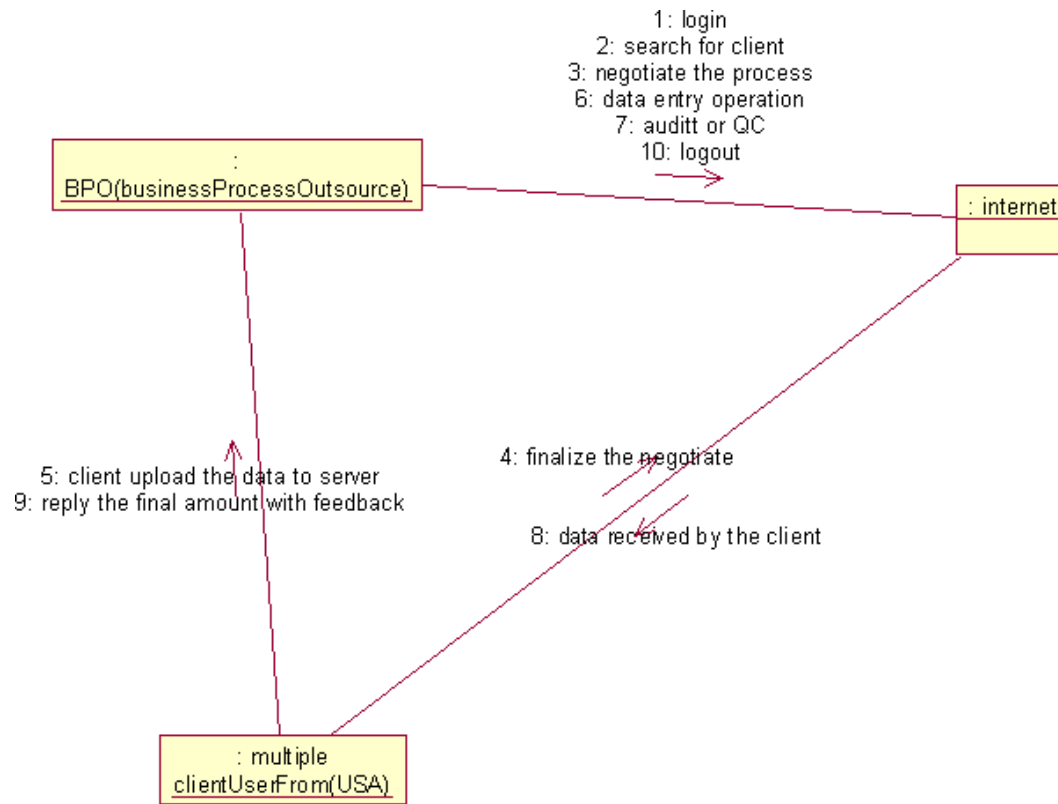 1: login
2: search for client
3: negotiate the process
6: data entry operation
7: auditt or QC
10: logout
:
BPO(businessProcessOutsource)
: internet
4: finalize the negotiate
5: client upload the data to server
9: reply the final amount with feedback
8: data received by the client
: multiple
clientUserFrom(USA)